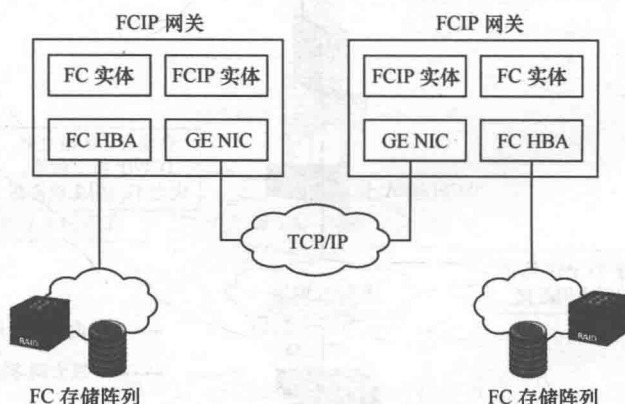 FCIP 网关 FCIP 网关
FC 实体 FCIP 实体 FCIP 实体 FC 实体
FC HBA GE NIC GE NIC FC HBA
TCP/IP
RAID RAID
FC 存储阵列 FC 存储阵列